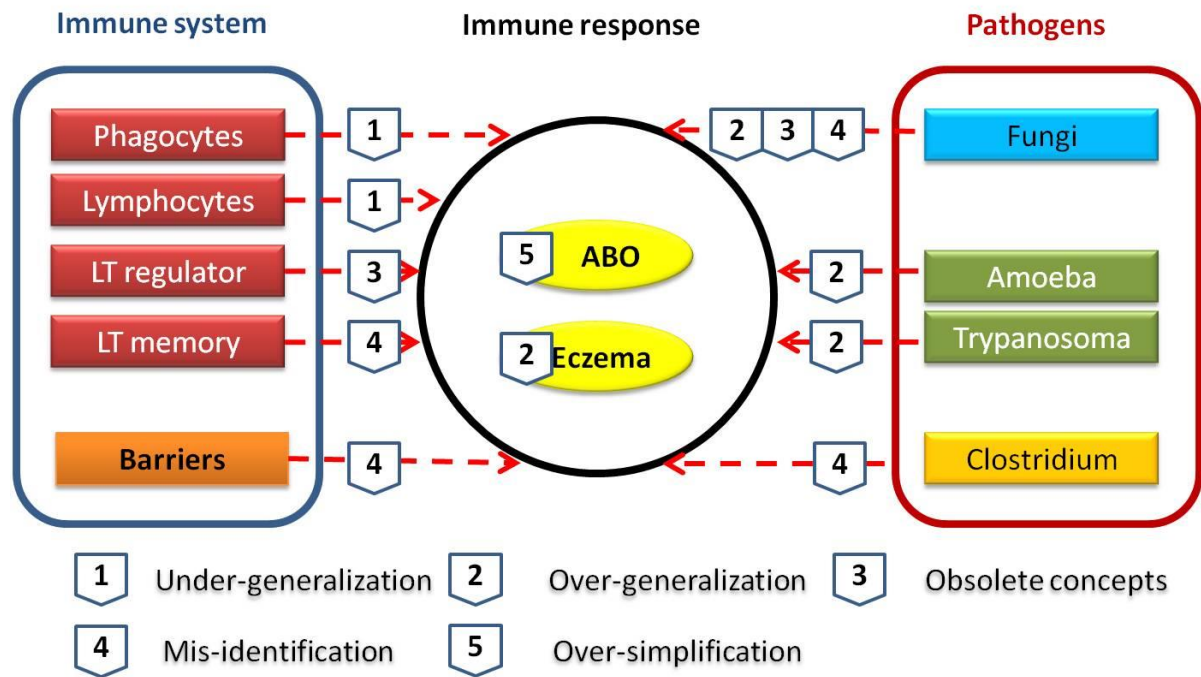 Immune system
Immune response
Pathogens
Phagocytes
1
2
3
4
Fungi
Lymphocytes
1
LT regulator
3
5
ABO
2
Amoeba
LT memory
4
2
Eczema
2
Trypanosoma
Barriers
4
4
Clostridium
1 Under-generalization
2 Over-generalization
3 Obsolete concepts
4 Mis-identification
5 Over-simplification